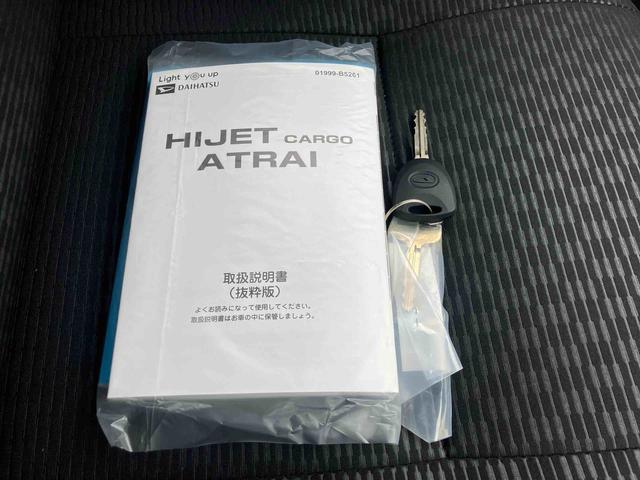 Light you up
DAIHATSU
01999-B5261
HIJET CARGO
ATRAI
取扱説明書
（抜粋版）
よくお読みになって使用してください。
取扱説明書はお車の中に保管しましょう。